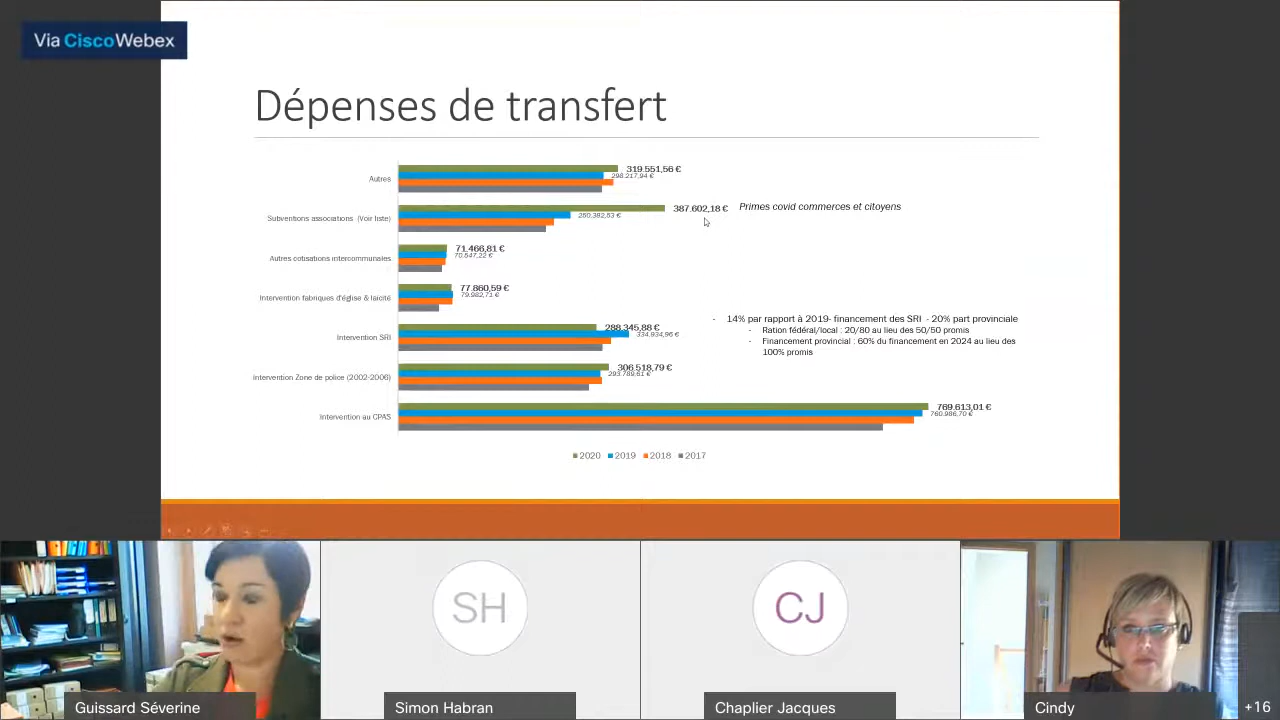 Via CiscoWebex
Dépenses de transfert
Autres
319.551,56 €
298.217,94 €
Subventions associations (Voir liste)
387.602,18 €
Primes covid commerces et citoyens
250.382,53 €
Autres cotisations intercommunales
71.466,81 €
70.547,22 €
Intervention fabriques d'église & laicité
77.860,59 €
79.982,71 €
Intervention SRI
288.345,88 €
334.934,96 €
- 14% par rapport à 2019- financement des SRI - 20% part provinciale
- Ration fédéral/local : 20/80 au lieu des 50/50 promis
- Financement provincial : 60% du financement en 2024 au lieu des
100% promis
Intervention Zone de police (2002-2006)
306.518,79 €
293.789,61 €
Intervention au CPAS
769.613,01 €
760.986,70 €
2020 2019 2018 2017
SH
CJ
Guissard Séverine
Simon Habran
Chaplier Jacques
Cindy
+16